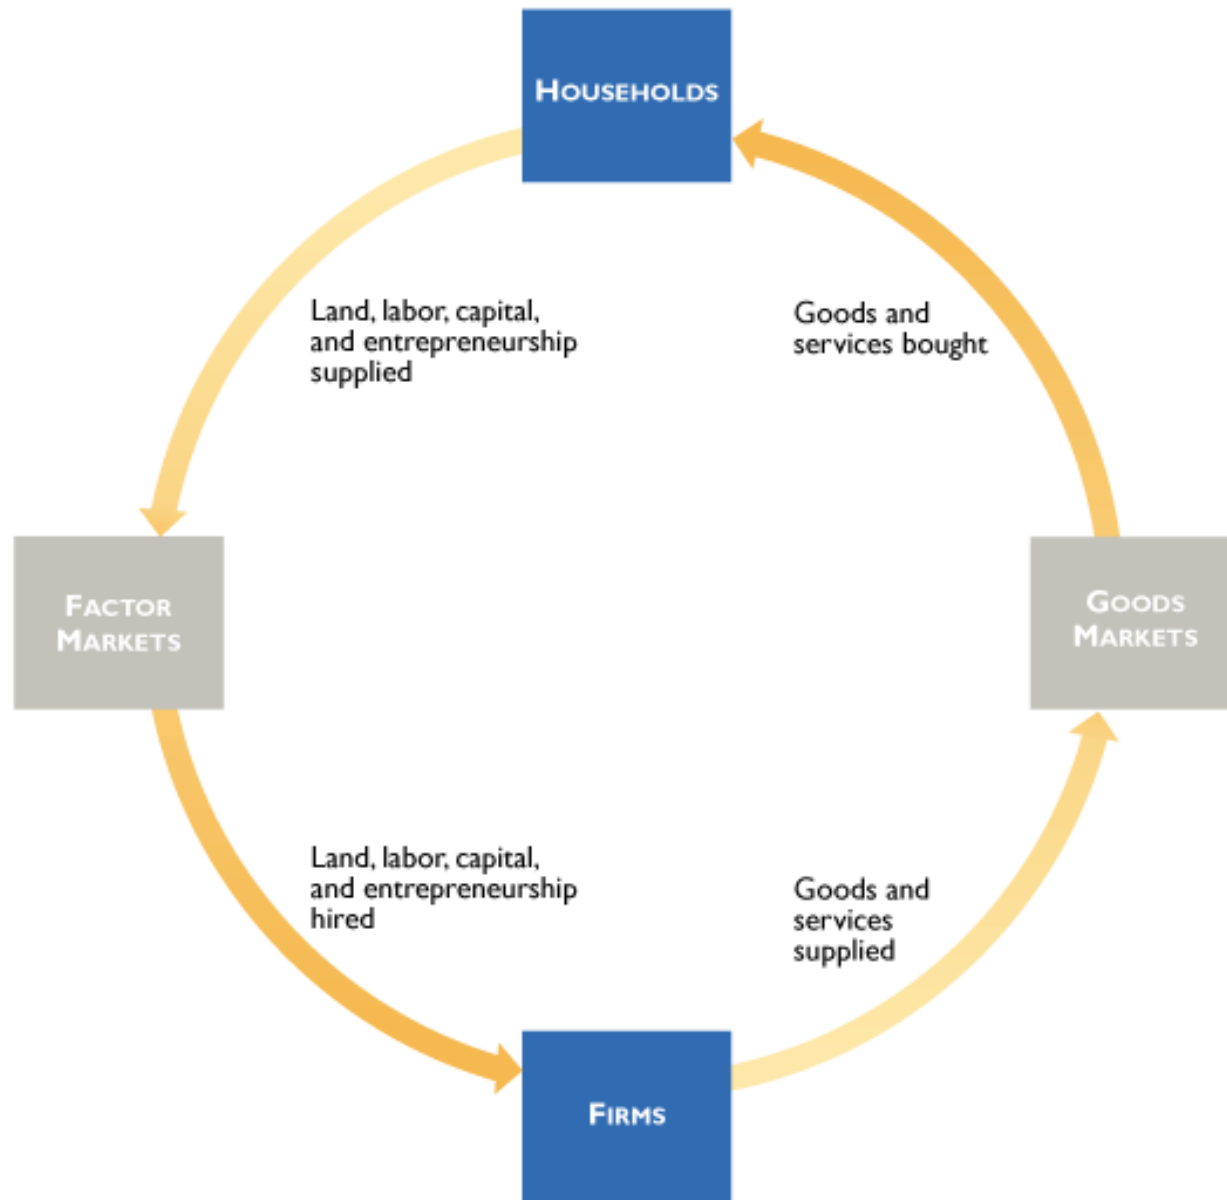 HOUSEHOLDS
Land, labor, capital,
and entrepreneurship
supplied
Goods and
services bought
FACTOR
MARKETS
GOODS
MARKETS
Land, labor, capital,
and entrepreneurship
hired
Goods and
services
supplied
FIRMS